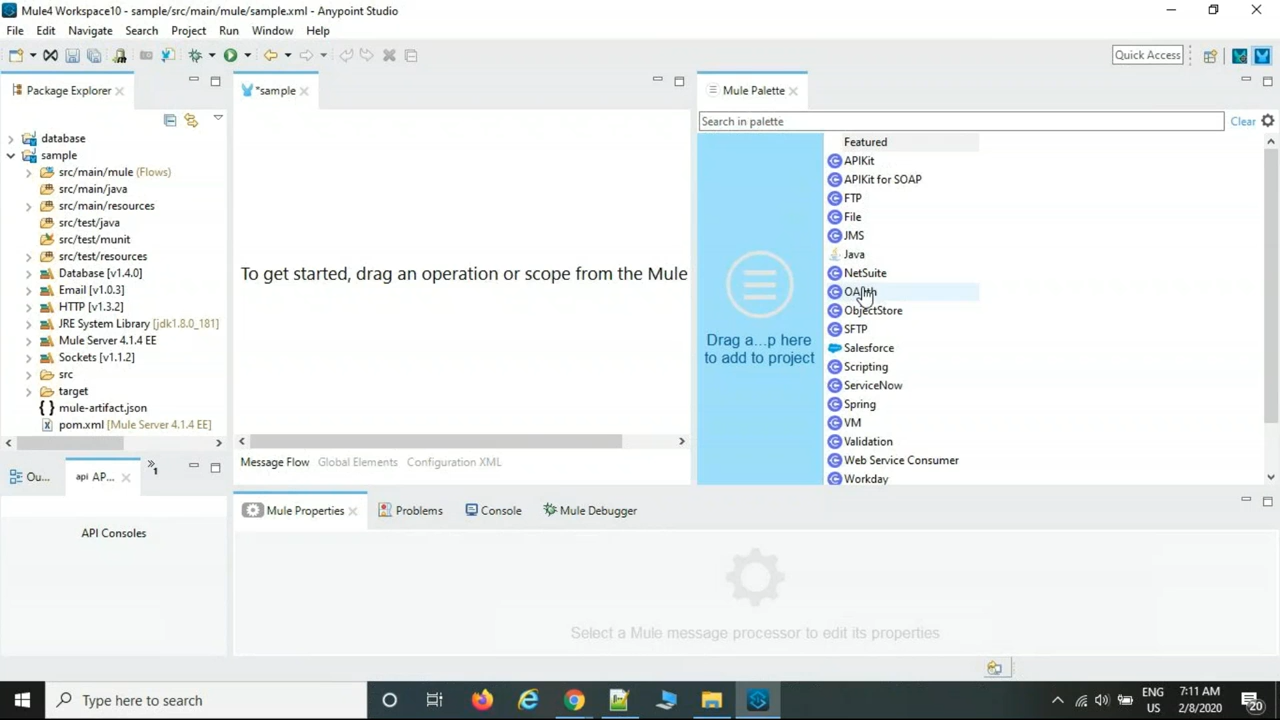 Mule4 Workspace10 - sample/src/main/mule/sample.xml - Anypoint Studio
File Edit Navigate Search Project Run Window Help
Quick Access
Package Explorer
database
sample
src/main/mule (Flows)
src/main/java
src/main/resources
src/test/java
src/test/munit
src/test/resources
Database [v1.4.0]
Email [v1.0.3]
HTTP [v1.3.2]
JRE System Library [jdk1.8.0_181]
Mule Server 4.1.4 EE
Sockets [v1.1.2]
src
target
mule-artifact.json
pom.xml [Mule Server 4.1.4 EE]
*sample
To get started, drag an operation or scope from the Mule
Message Flow Global Elements Configuration XML
Mule Palette
Search in palette
Clear
Drag a...p here
to add to project
Featured
APIKit
APIKit for SOAP
FTP
File
JMS
Java
NetSuite
OAuth
ObjectStore
SFTP
Salesforce
Scripting
ServiceNow
Spring
VM
Validation
Web Service Consumer
Workday
Ou... api AP... 1
API Consoles
Mule Properties Problems Console Mule Debugger
Select a Mule message processor to edit its properties
Type here to search
ENG
US
7:11 AM
2/8/2020
20